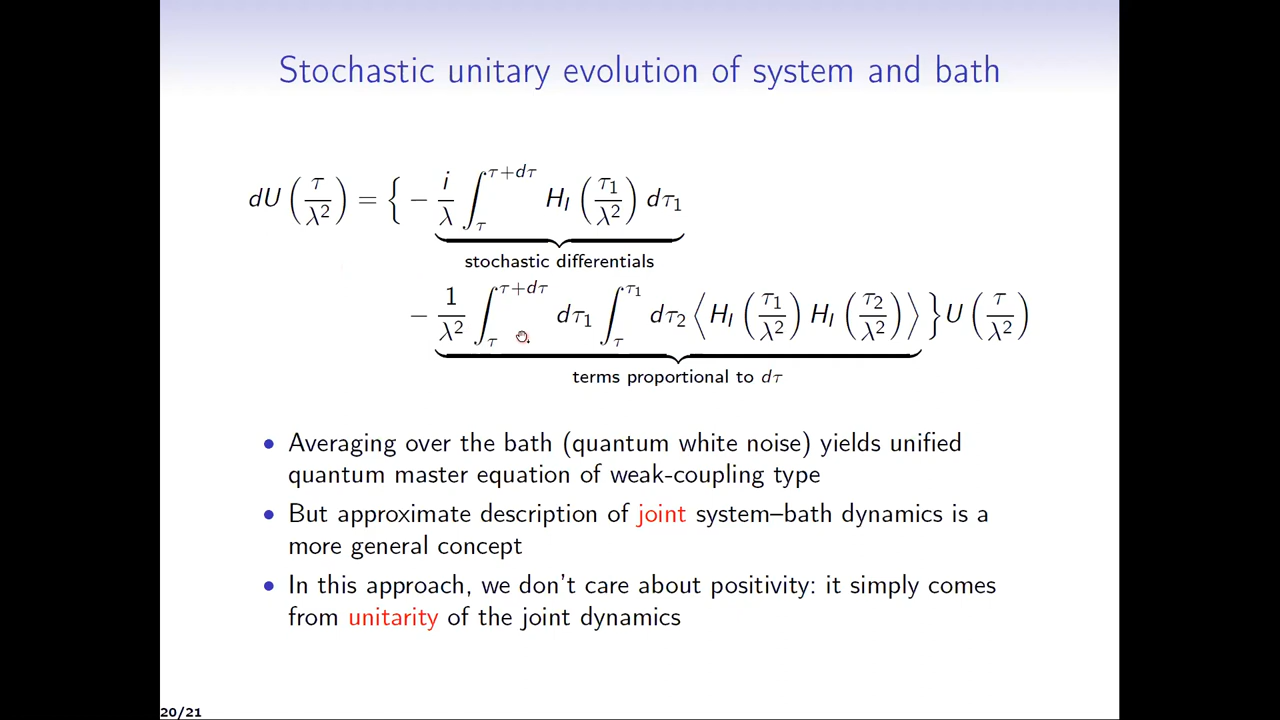 Stochastic unitary evolution of system and bath
dU(τ/λ²) = { − i/λ ∫_τ^{τ+dτ} H_I(τ₁/λ²) dτ₁
stochastic differentials
− 1/λ² ∫_τ^{τ+dτ} dτ₁ ∫_τ^{τ₁} dτ₂ ⟨H_I(τ₁/λ²) H_I(τ₂/λ²)⟩ } U(τ/λ²)
terms proportional to dτ
• Averaging over the bath (quantum white noise) yields unified
quantum master equation of weak-coupling type
• But approximate description of joint system–bath dynamics is a
more general concept
• In this approach, we don't care about positivity: it simply comes
from unitarity of the joint dynamics
20/21